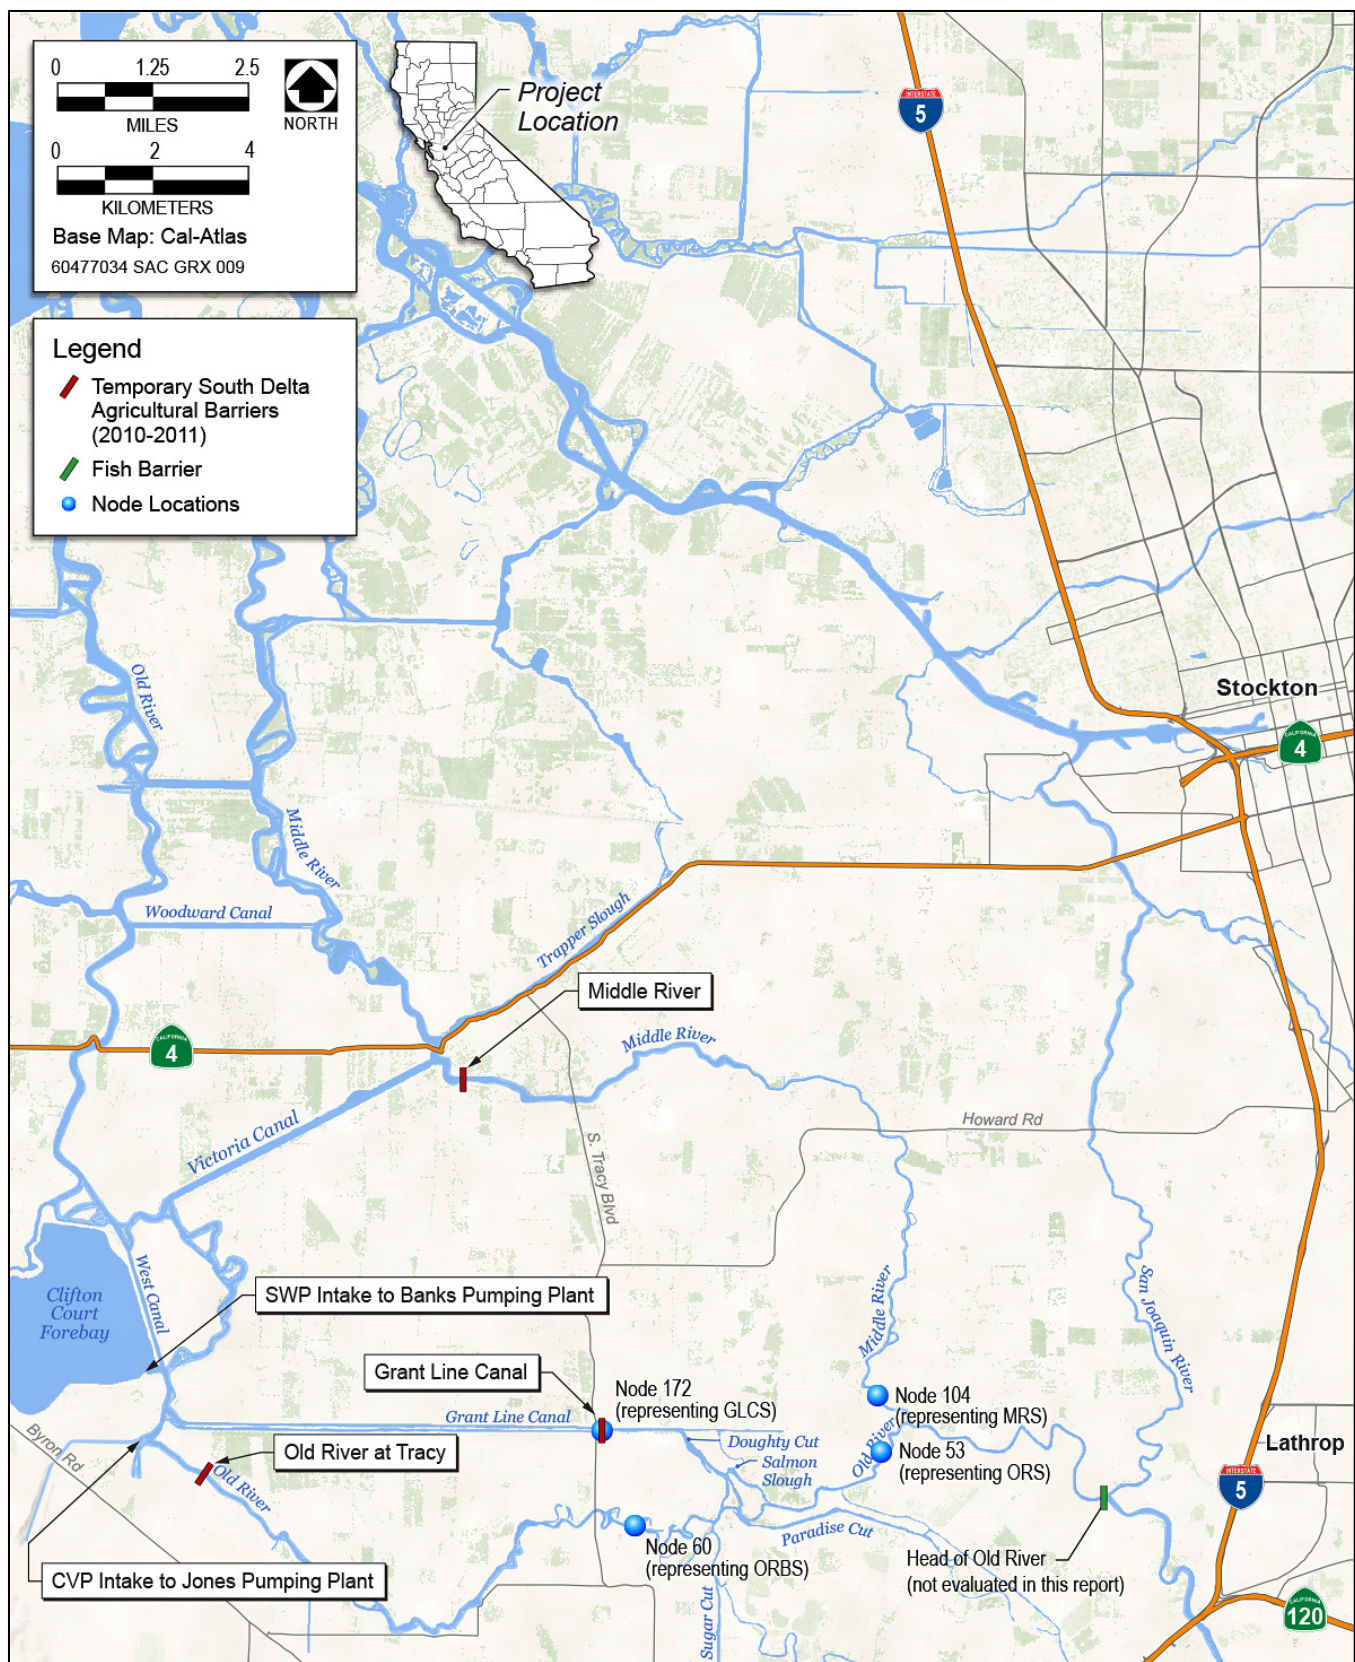 0 1.25 2.5
MILES
0 2 4
KILOMETERS
NORTH
Base Map: Cal-Atlas
60477034 SAC GRX 009
Project
Location
INTERSTATE
5
Legend
Temporary South Delta
Agricultural Barriers
(2010-2011)
Fish Barrier
Node Locations
Old River
Stockton
CALIFORNIA
4
Middle River
Woodward Canal
Trapper Slough
Middle River
CALIFORNIA
4
Middle River
Victoria Canal
Howard Rd
S. Tracy Blvd
West Canal
Clifton
Court
Forebay
SWP Intake to Banks Pumping Plant
Middle River
San Joaquin River
Grant Line Canal
Node 172
(representing GLCS)
Node 104
(representing MRS)
Grant Line Canal
Byron Rd
Old River at Tracy
Old River
Doughty Cut
Salmon
Slough
Old River
Node 53
(representing ORS)
Lathrop
INTERSTATE
5
Paradise Cut
Node 60
(representing ORBS)
Head of Old River
(not evaluated in this report)
CVP Intake to Jones Pumping Plant
Sugar Cut
CALIFORNIA
120